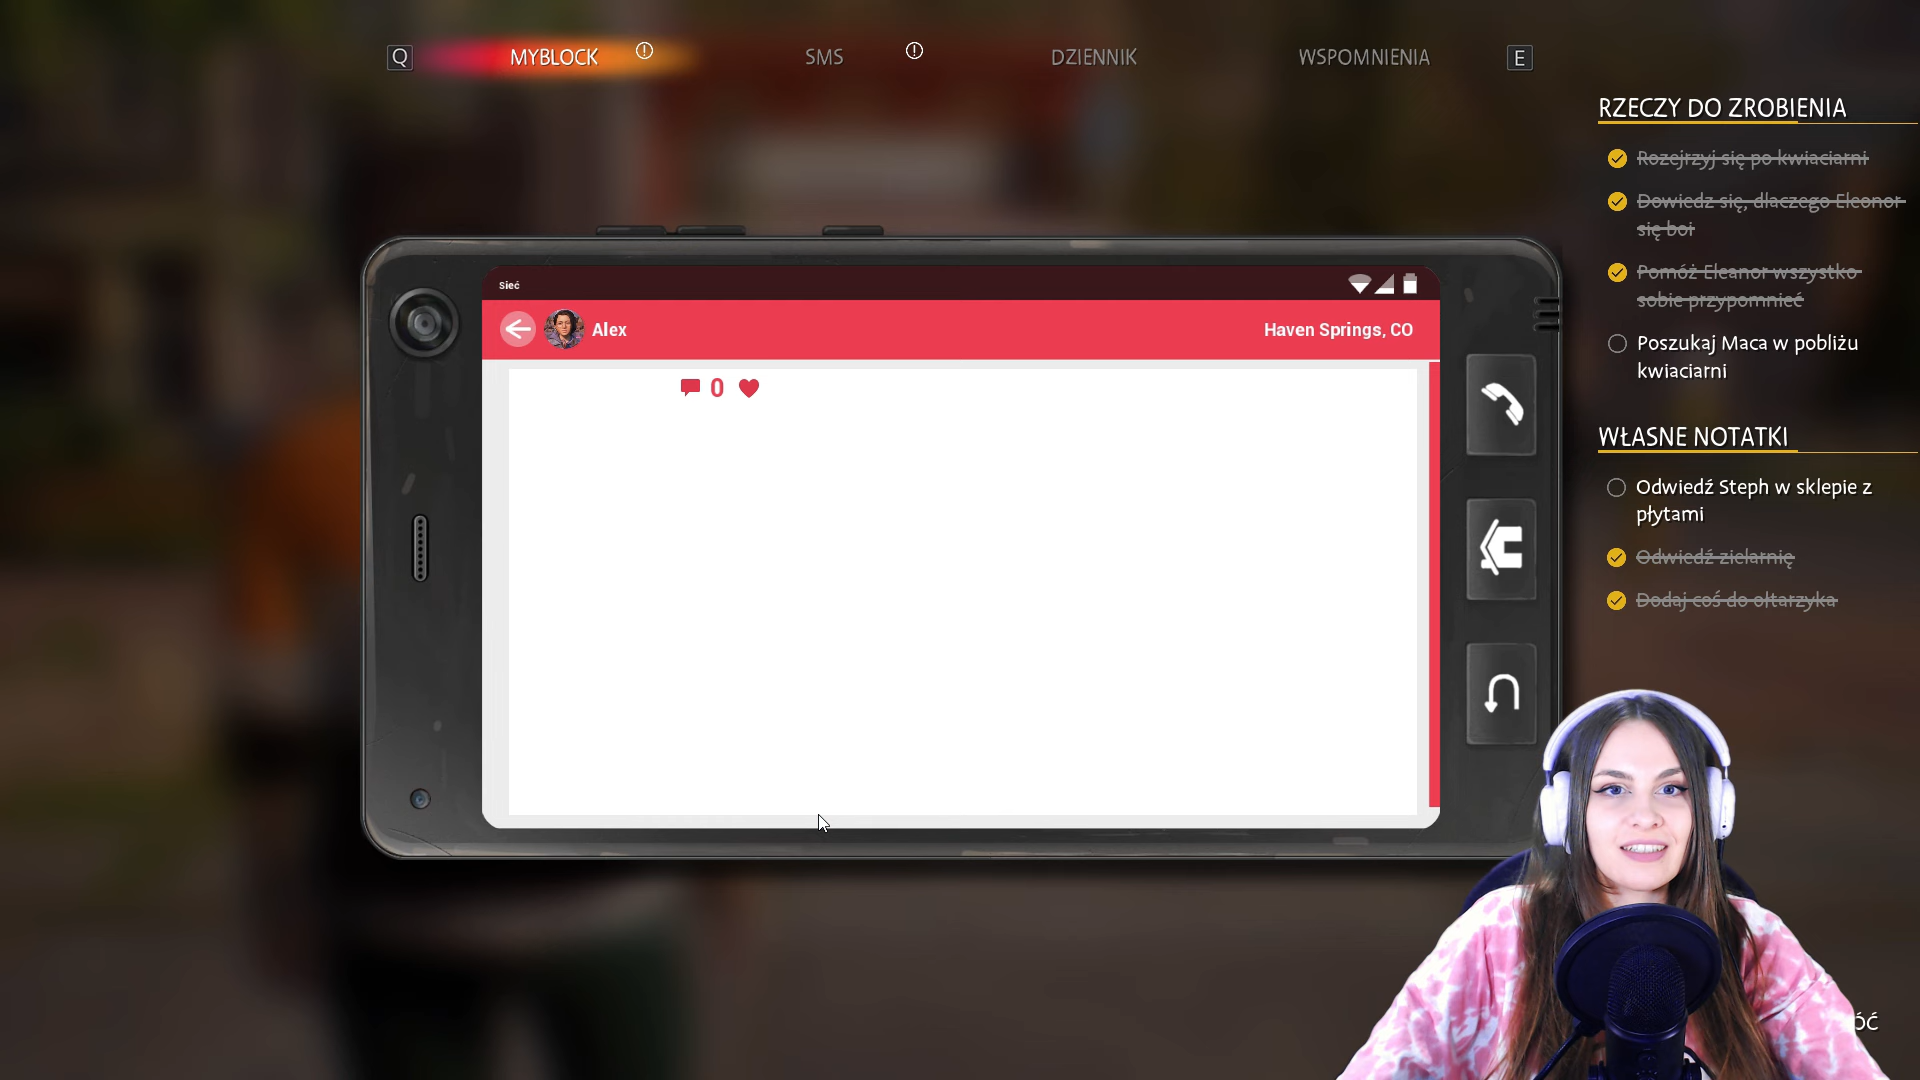 Q MYBLOCK SMS DZIENNIK WSPOMNIENIA E
RZECZY DO ZROBIENIA
Rozejrzyj się po kwiaciarni
Dowiedz się, dlaczego Eleonor
się boi
Pomóż Eleanor wszystko
sobie przypomnieć
Poszukaj Maca w pobliżu
kwiaciarni
WŁASNE NOTATKI
Odwiedź Steph w sklepie z
płytami
Odwiedź zielarnię
Dodaj coś do ołtarzyka
Sieć
Alex
Haven Springs, CO
0